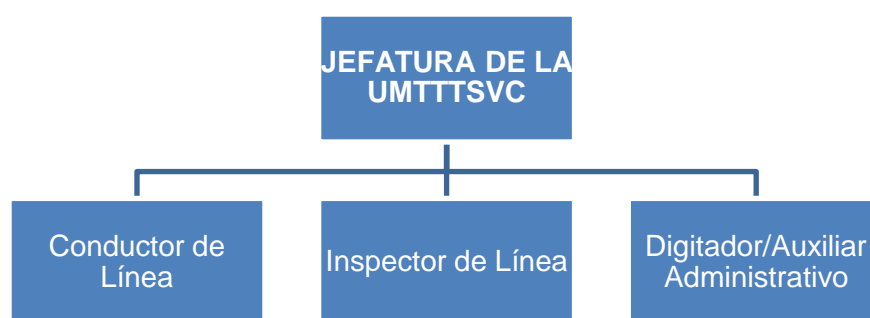 JEFATURA DE LA
UMTTTSVC
Conductor de
Línea
Inspector de Línea
Digitador/Auxiliar
Administrativo